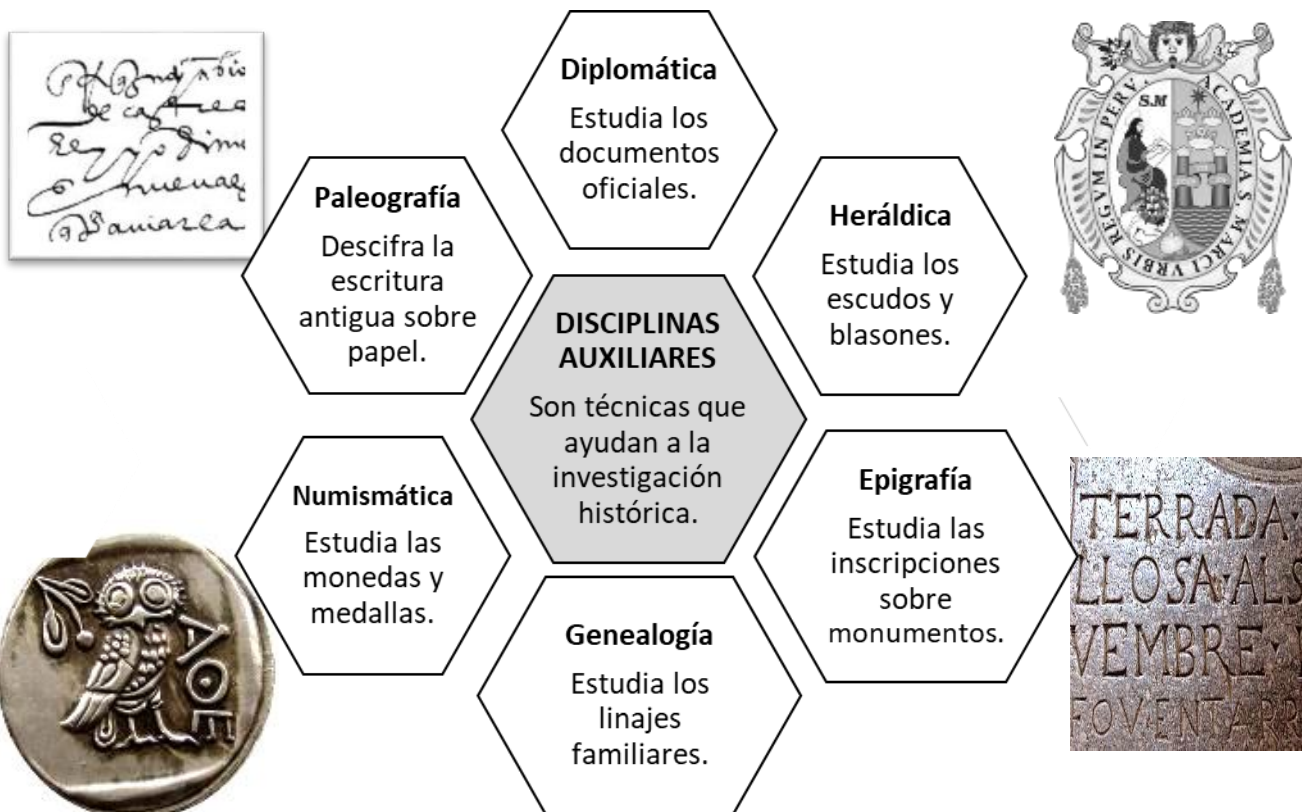 Diplomática
Estudia los
documentos
oficiales.
Paleografía
Descifra la
escritura
antigua sobre
papel.
Heráldica
Estudia los
escudos y
blasones.
S.M
ACADEMIA S. MARCI VRBIS REGVM IN PERV
DISCIPLINAS
AUXILIARES
Son técnicas que
ayudan a la
investigación
histórica.
Numismática
Estudia las
monedas y
medallas.
Epigrafía
Estudia las
inscripciones
sobre
monumentos.
TERRADA·
LLOSA·ALS
VEMBRE·
FOVENTARR
ΑΘΕ
Genealogía
Estudia los
linajes
familiares.